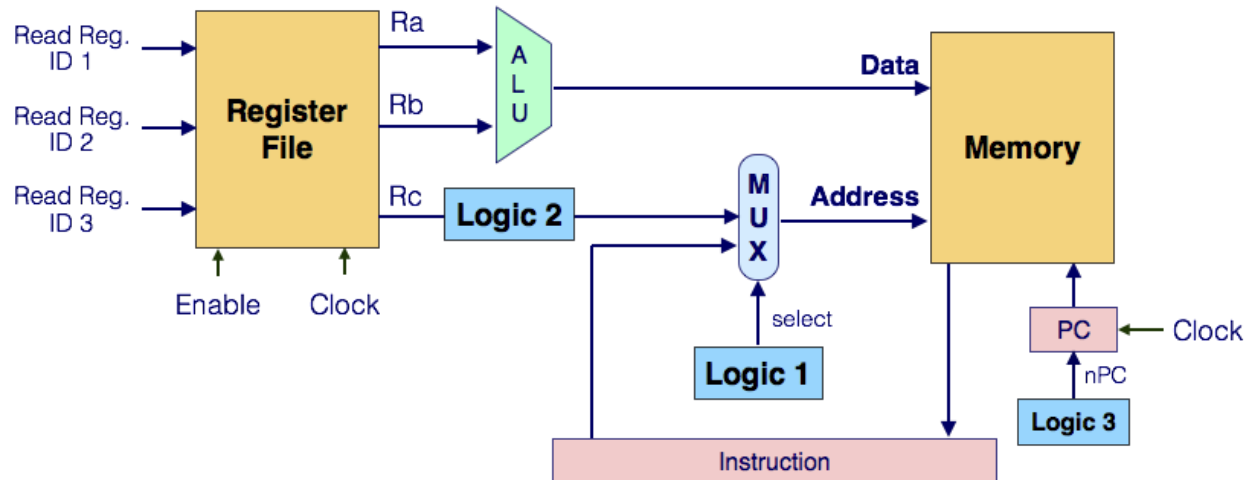 Read Reg.
ID 1
Read Reg.
ID 2
Read Reg.
ID 3
Register
File
Enable
Clock
Ra
Rb
Rc
A
L
U
Logic 2
M
U
X
select
Logic 1
Data
Address
Memory
PC
Clock
nPC
Logic 3
Instruction